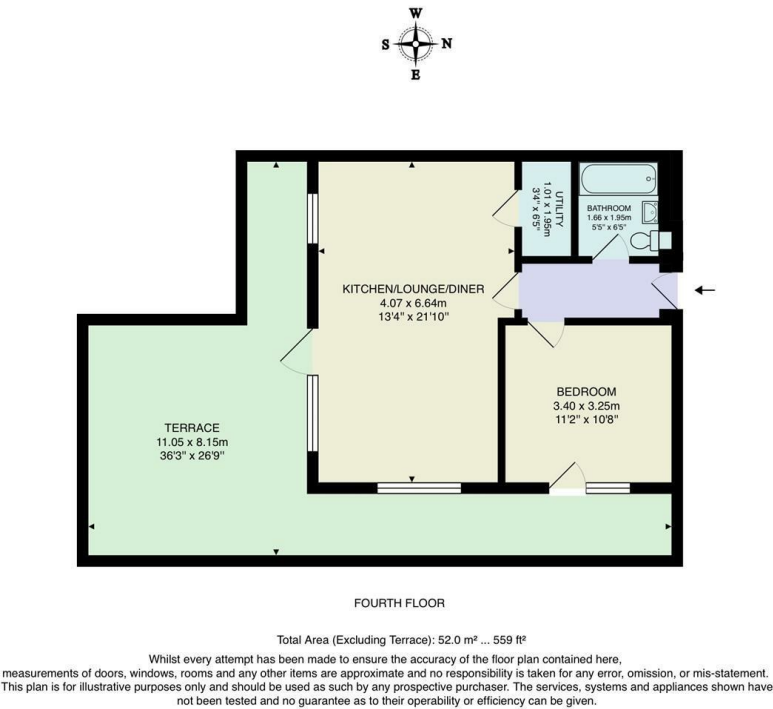 W
S
N
E
UTILITY
1.01 x 1.95m
3'4" x 6'5"
BATHROOM
1.66 x 1.95m
5'5" x 6'5"
KITCHEN/LOUNGE/DINER
4.07 x 6.64m
13'4" x 21'10"
BEDROOM
3.40 x 3.25m
11'2" x 10'8"
TERRACE
11.05 x 8.15m
36'3" x 26'9"
FOURTH FLOOR
Total Area (Excluding Terrace): 52.0 m² ... 559 ft²
Whilst every attempt has been made to ensure the accuracy of the floor plan contained here,
measurements of doors, windows, rooms and any other items are approximate and no responsibility is taken for any error, omission, or mis-statement.
This plan is for illustrative purposes only and should be used as such by any prospective purchaser. The services, systems and appliances shown have
not been tested and no guarantee as to their operability or efficiency can be given.